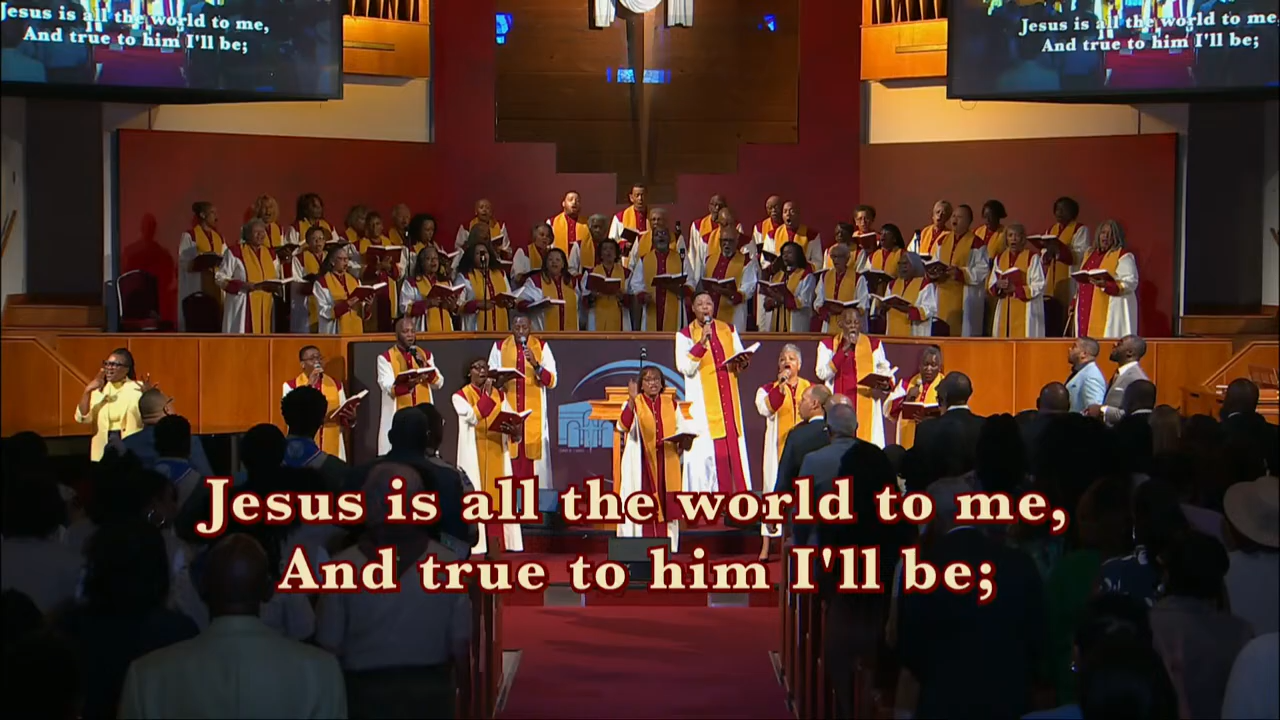 Jesus is all the world to me,
And true to him I'll be;
Jesus is all the world to me
And true to him I'll be;
Jesus is all the world to me,
And true to him I'll be;